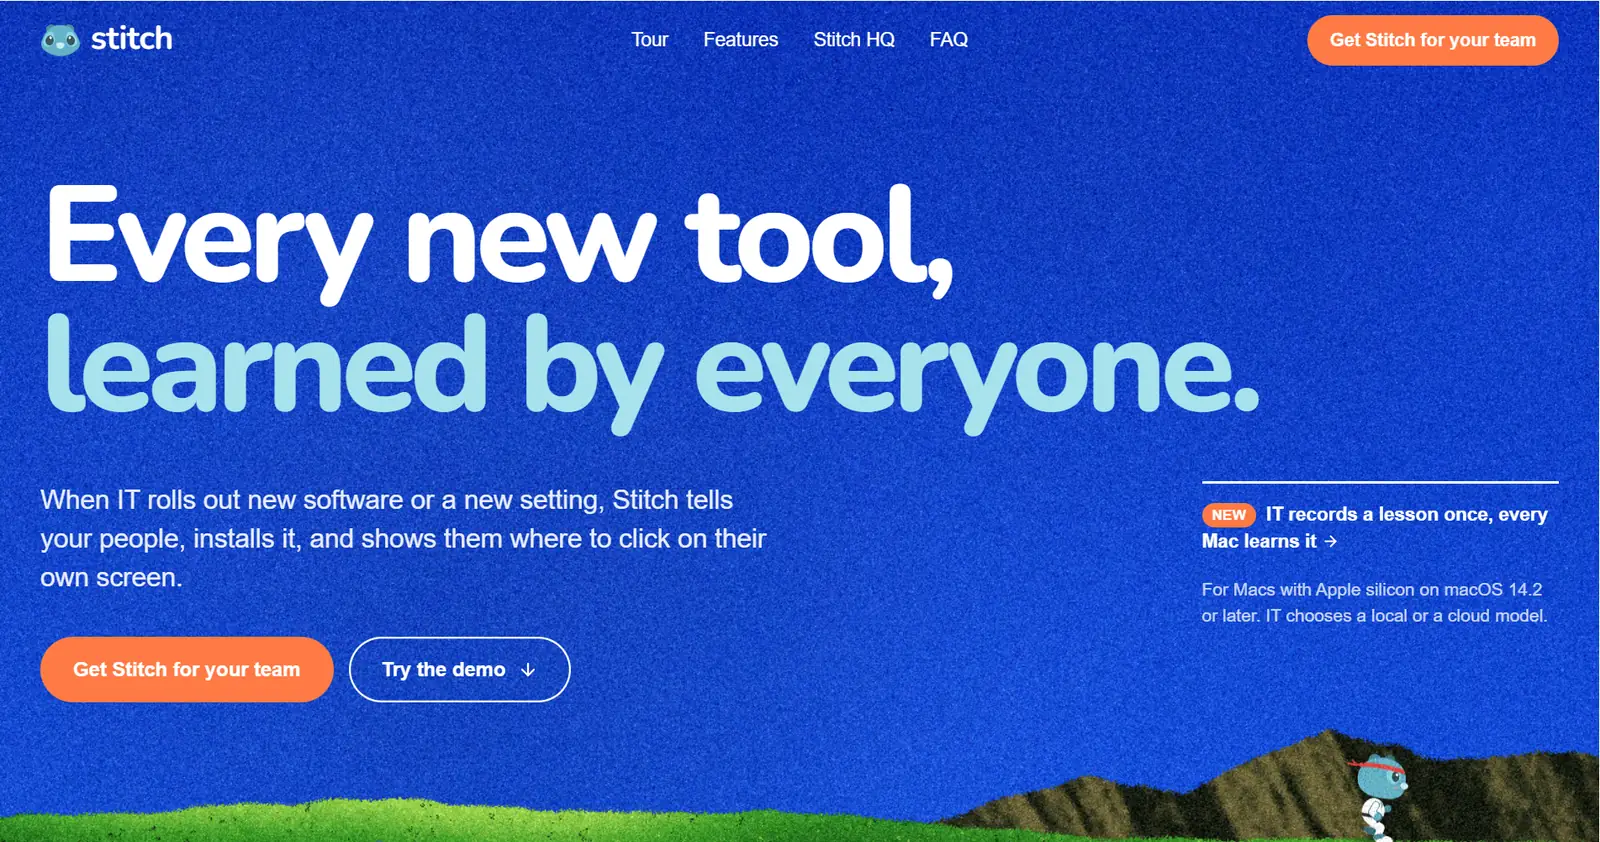 stitch
Tour
Features
Stitch HQ
FAQ
Get Stitch for your team
Every new tool,
learned by everyone.
When IT rolls out new software or a new setting, Stitch tells
your people, installs it, and shows them where to click on their
own screen.
Get Stitch for your team
Try the demo ↓
NEW IT records a lesson once, every
Mac learns it →
For Macs with Apple silicon on macOS 14.2
or later. IT chooses a local or a cloud model.